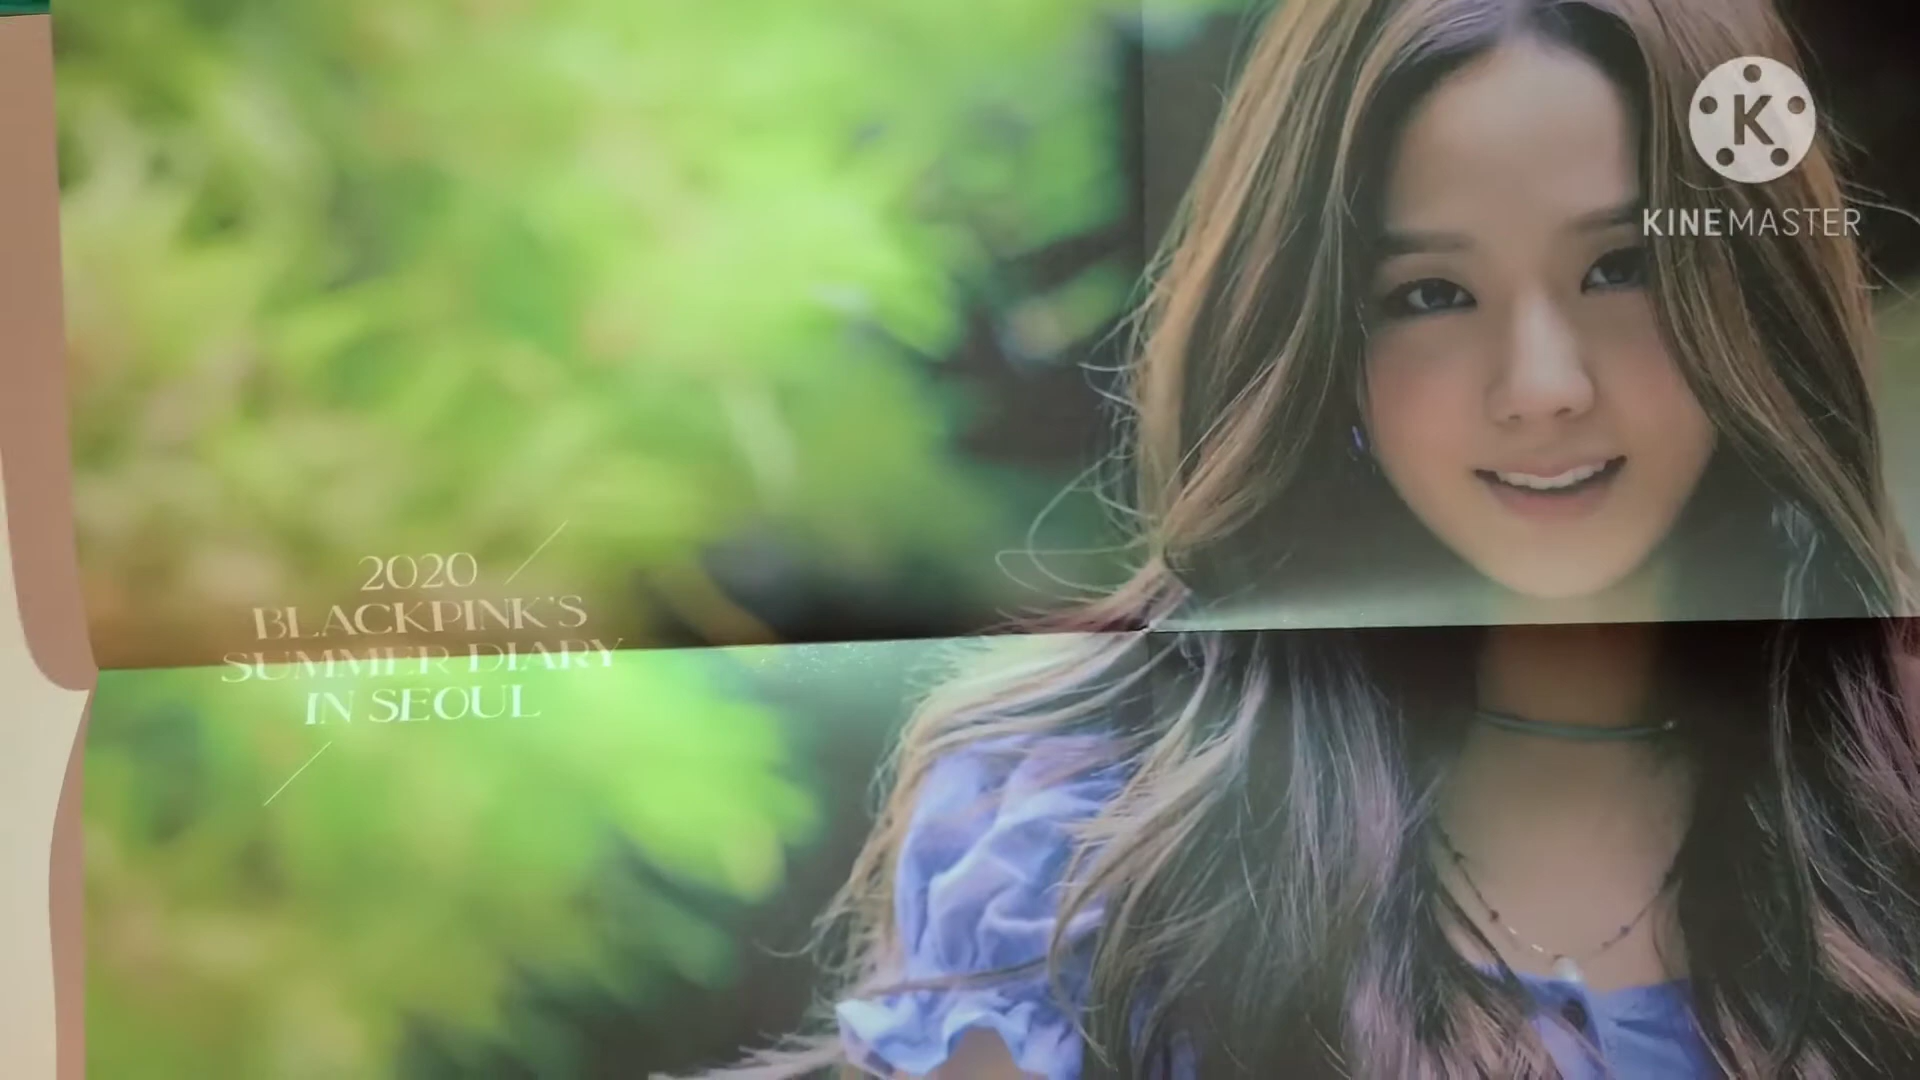 2020
BLACKPINK'S
SUMMER DIARY
IN SEOUL
K
KINEMASTER